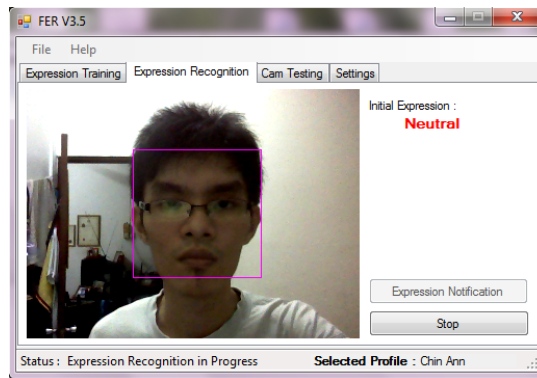 FER V3.5
File Help
Expression Training Expression Recognition Cam Testing Settings
Initial Expression :
Neutral
Expression Notification
Stop
Status : Expression Recognition in Progress Selected Profile : Chin Ann